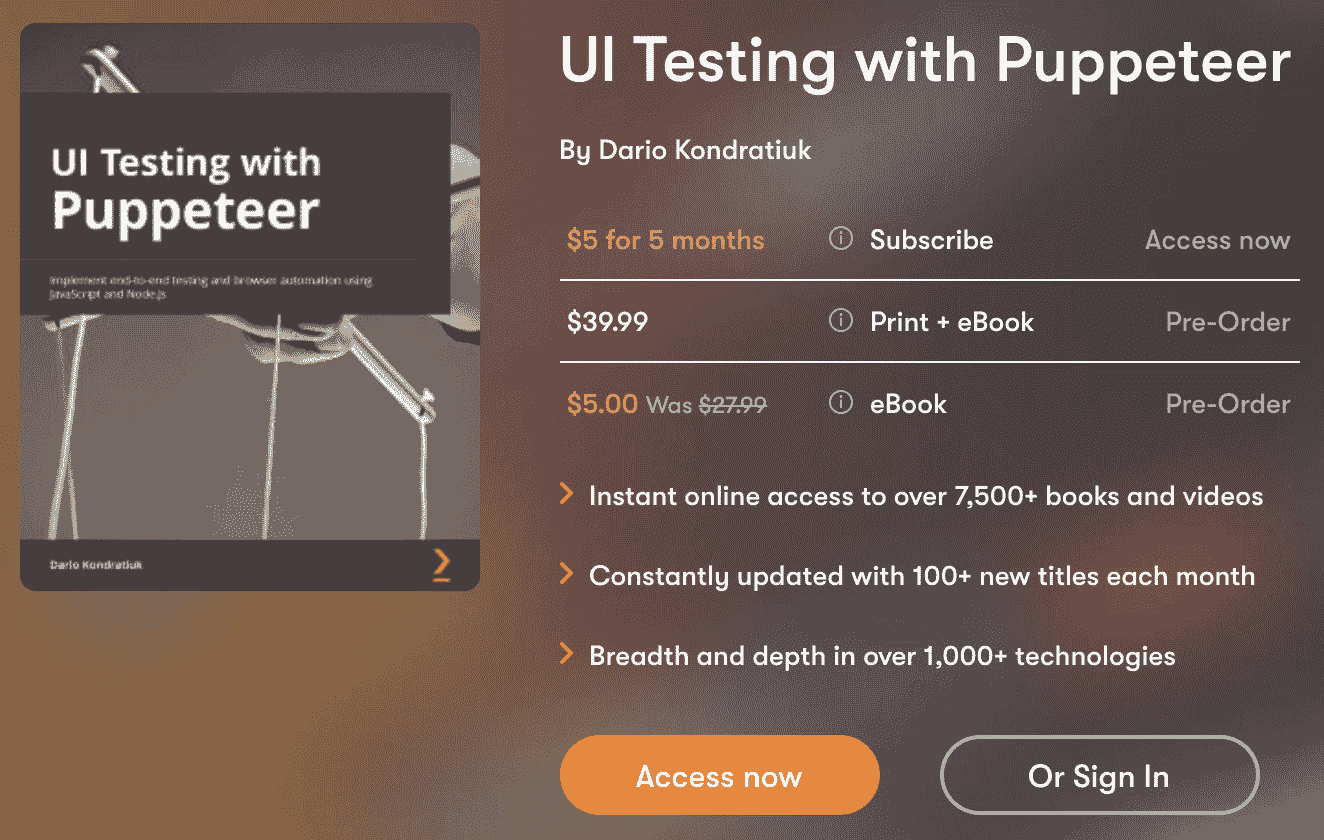 UI Testing with
Puppeteer
Implement end-to-end testing and browser automation using
JavaScript and Node.js
Dario Kondratiuk
UI Testing with Puppeteer
By Dario Kondratiuk
$5 for 5 months Subscribe Access now
$39.99 Print + eBook Pre-Order
$5.00 Was $27.99 eBook Pre-Order
Instant online access to over 7,500+ books and videos
Constantly updated with 100+ new titles each month
Breadth and depth in over 1,000+ technologies
Access now Or Sign In